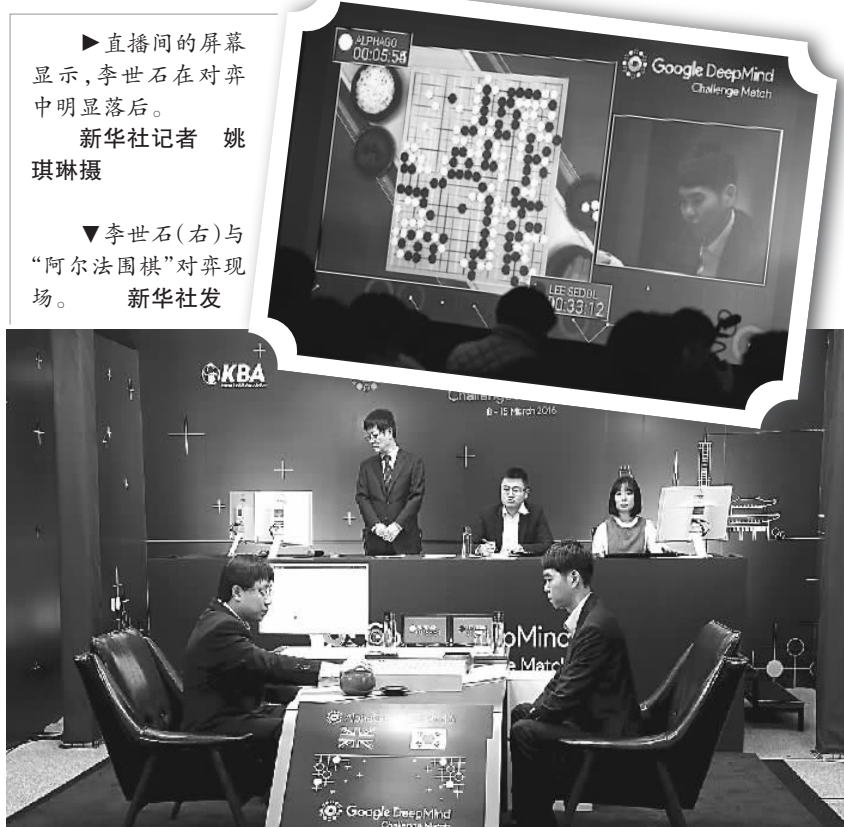 ▶直播间的屏幕
显示,李世石在对弈
中明显落后。
新华社记者 姚
琪琳摄
▼李世石(右)与
“阿尔法围棋”对弈现
场。 新华社发
ALPHAGO
00:05:55
Google DeepMind
Challenge Match
LEE SEDOL
00:33:12
KBA
8 - 15 March 2016
Google DeepMind
Challenge Match